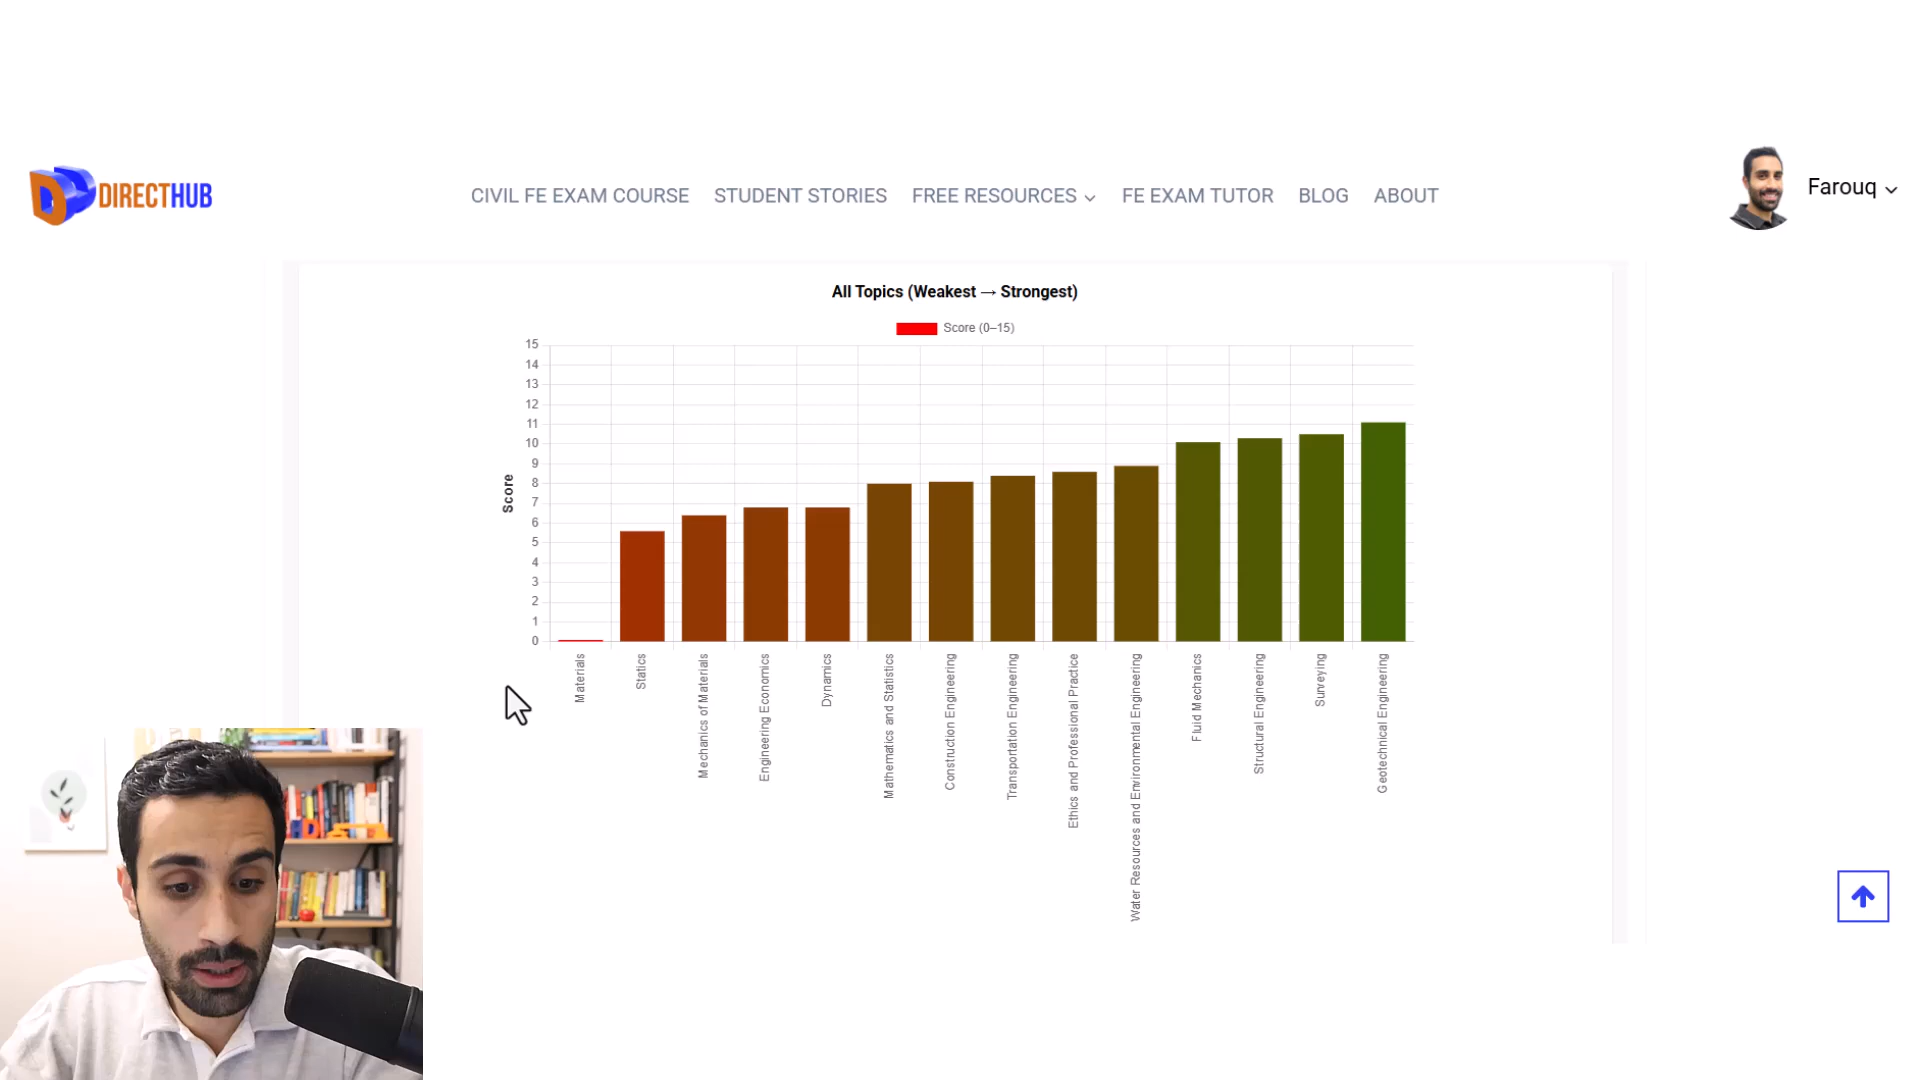 DIRECTHUB
CIVIL FE EXAM COURSE STUDENT STORIES FREE RESOURCES FE EXAM TUTOR BLOG ABOUT
Farouq
All Topics (Weakest → Strongest)
Score (0–15)
15
14
13
12
11
10
9
8
7
6
5
4
3
2
1
0
Score
Materials
Statics
Mechanics of Materials
Engineering Economics
Dynamics
Mathematics and Statistics
Construction Engineering
Transportation Engineering
Ethics and Professional Practice
Water Resources and Environmental Engineering
Fluid Mechanics
Structural Engineering
Surveying
Geotechnical Engineering